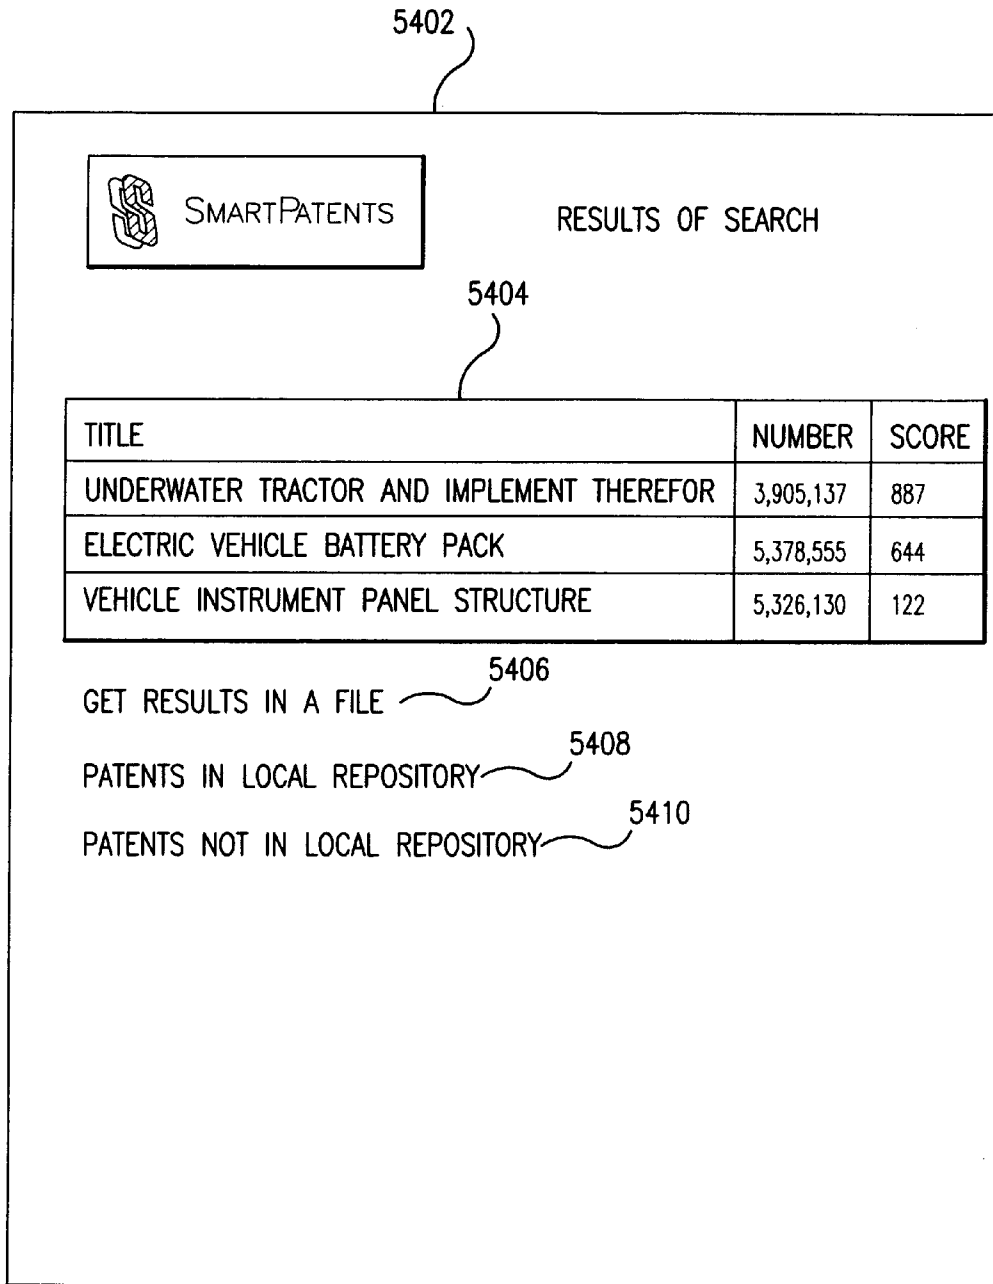 5402
SMARTPATENTS
RESULTS OF SEARCH
5404
TITLE NUMBER SCORE
UNDERWATER TRACTOR AND IMPLEMENT THEREFOR 3,905,137 887
ELECTRIC VEHICLE BATTERY PACK 5,378,555 644
VEHICLE INSTRUMENT PANEL STRUCTURE 5,326,130 122
GET RESULTS IN A FILE 5406
PATENTS IN LOCAL REPOSITORY 5408
PATENTS NOT IN LOCAL REPOSITORY 5410